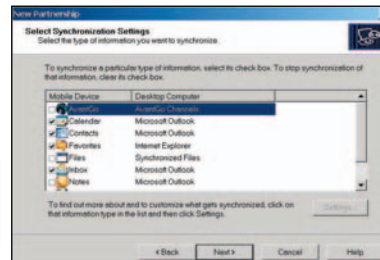 New Partnership
Select Synchronization Settings
Select the type of information you want to synchronize.
To synchronize a particular type of information, select its check box. To stop synchronization of
that information, clear its check box.
Mobile Device Desktop Computer
AvantGo AvantGo Channels
Calendar Microsoft Outlook
Contacts Microsoft Outlook
Favorites Internet Explorer
Files Synchronized Files
Inbox Microsoft Outlook
Notes Microsoft Outlook
To find out more about and to customize what gets synchronized, click on
that information type in the list and then click Settings.
Settings...
< Back Next > Cancel Help